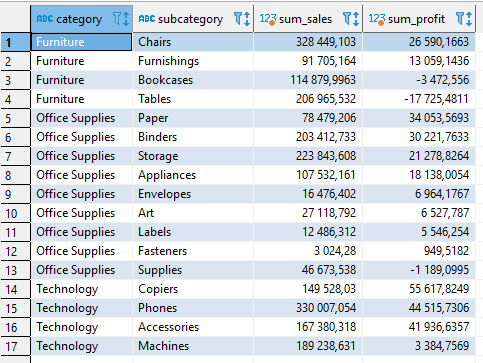 ABC category ABC subcategory 123 sum_sales 123 sum_profit
1 Furniture Chairs 328 449,103 26 590,1663
2 Furniture Furnishings 91 705,164 13 059,1436
3 Furniture Bookcases 114 879,9963 -3 472,556
4 Furniture Tables 206 965,532 -17 725,4811
5 Office Supplies Paper 78 479,206 34 053,5693
6 Office Supplies Binders 203 412,733 30 221,7633
7 Office Supplies Storage 223 843,608 21 278,8264
8 Office Supplies Appliances 107 532,161 18 138,0054
9 Office Supplies Envelopes 16 476,402 6 964,1767
10 Office Supplies Art 27 118,792 6 527,787
11 Office Supplies Labels 12 486,312 5 546,254
12 Office Supplies Fasteners 3 024,28 949,5182
13 Office Supplies Supplies 46 673,538 -1 189,0995
14 Technology Copiers 149 528,03 55 617,8249
15 Technology Phones 330 007,054 44 515,7306
16 Technology Accessories 167 380,318 41 936,6357
17 Technology Machines 189 238,631 3 384,7569